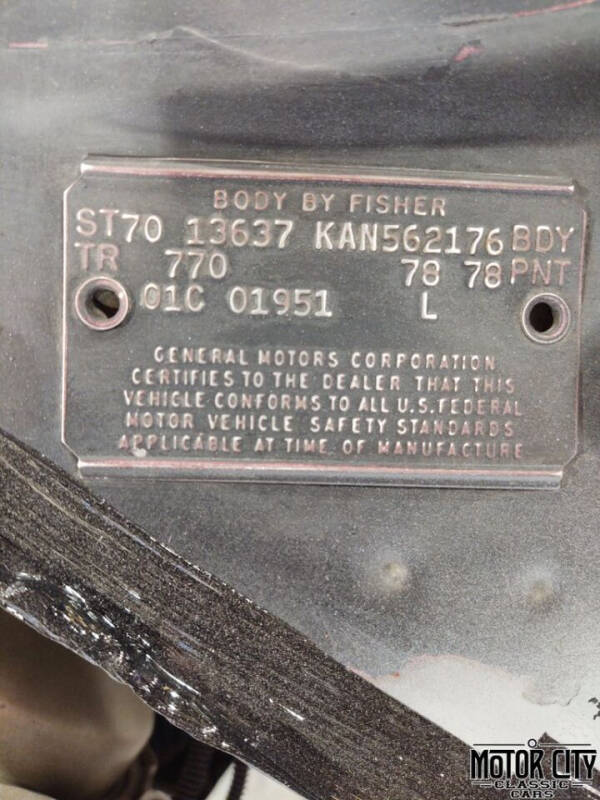 BODY BY FISHER
ST70 13637 KAN562176 BDY
TR 770 78 78 PNT
01C 01951 L
GENERAL MOTORS CORPORATION
CERTIFIES TO THE DEALER THAT THIS
VEHICLE CONFORMS TO ALL U.S. FEDERAL
MOTOR VEHICLE SAFETY STANDARDS
APPLICABLE AT TIME OF MANUFACTURE
MOTOR CITY
CLASSIC
CARS